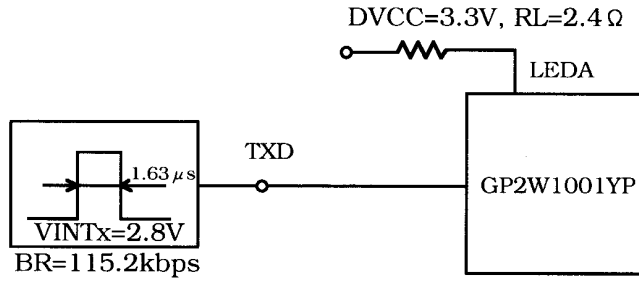 DVCC=3.3V, RL=2.4Ω
LEDA
1.63μs
TXD
GP2W1001YP
VINTx=2.8V
BR=115.2kbps